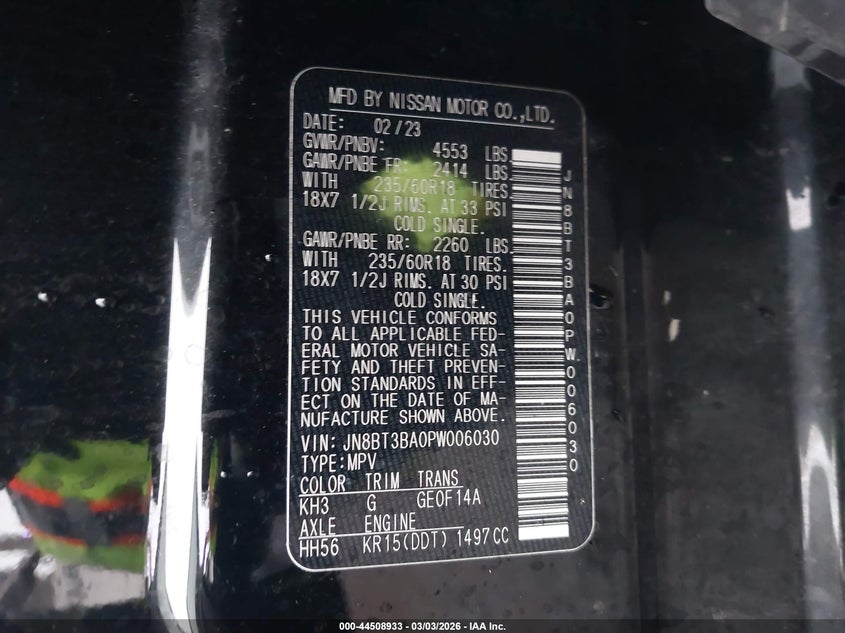 MFD BY NISSAN MOTOR CO.,LTD.
DATE: 02/23
GVWR/PNBV: 4553 LBS.
GAWR/PNBE FR: 2414 LBS.
WITH 235/60R18 TIRES.
18X7 1/2J RIMS. AT 33 PSI
COLD SINGLE.
GAWR/PNBE RR: 2260 LBS.
WITH 235/60R18 TIRES.
18X7 1/2J RIMS. AT 30 PSI
COLD SINGLE.
THIS VEHICLE CONFORMS
TO ALL APPLICABLE FED-
ERAL MOTOR VEHICLE SA-
FETY AND THEFT PREVEN-
TION STANDARDS IN EFF-
ECT ON THE DATE OF MA-
NUFACTURE SHOWN ABOVE.
VIN: JN8BT3BA0PW006030
TYPE:MPV
COLOR TRIM TRANS
KH3 G GE0F14A
AXLE ENGINE
HH56 KR15(DDT) 1497CC
JN8BT3BA0PW006030
000-44508933 — 03/03/2026 — IAA Inc.